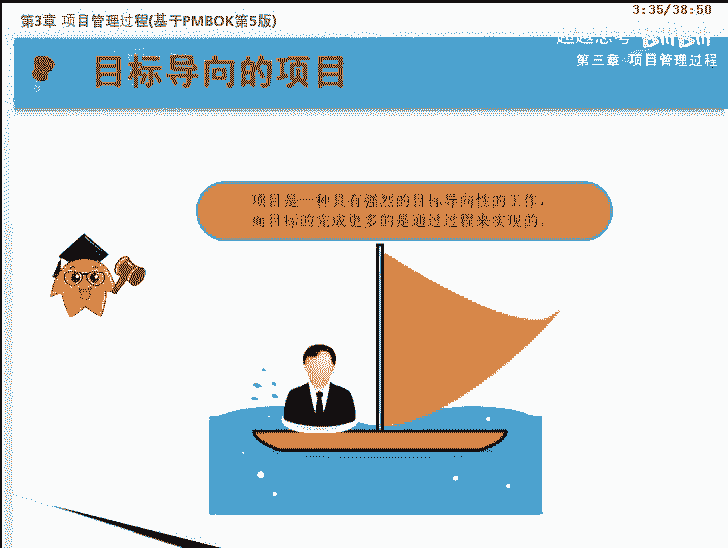 3:35/38:50
第3章 项目管理过程(基于PMBOK第5版)
第三章 项目管理过程
目标导向的项目
项目是一种具有强烈的目标导向性的工作，
而目标的完成更多的是通过过程来实现的。